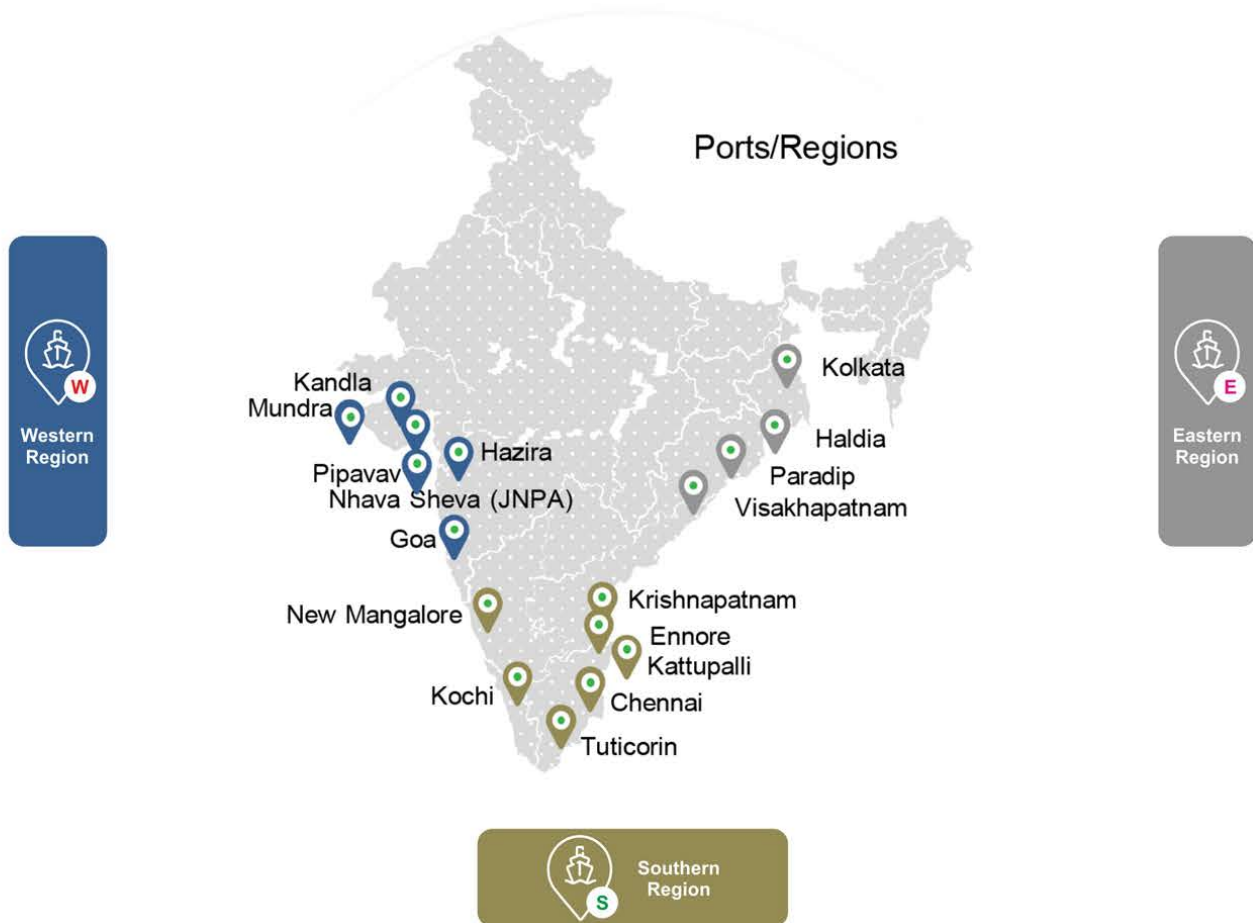 Ports/Regions
W
Western
Region
E
Eastern
Region
Kandla
Mundra
Pipavav
Hazira
Nhava Sheva (JNPA)
Goa
Kolkata
Haldia
Paradip
Visakhapatnam
New Mangalore
Krishnapatnam
Ennore
Kattupalli
Kochi
Chennai
Tuticorin
S
Southern
Region